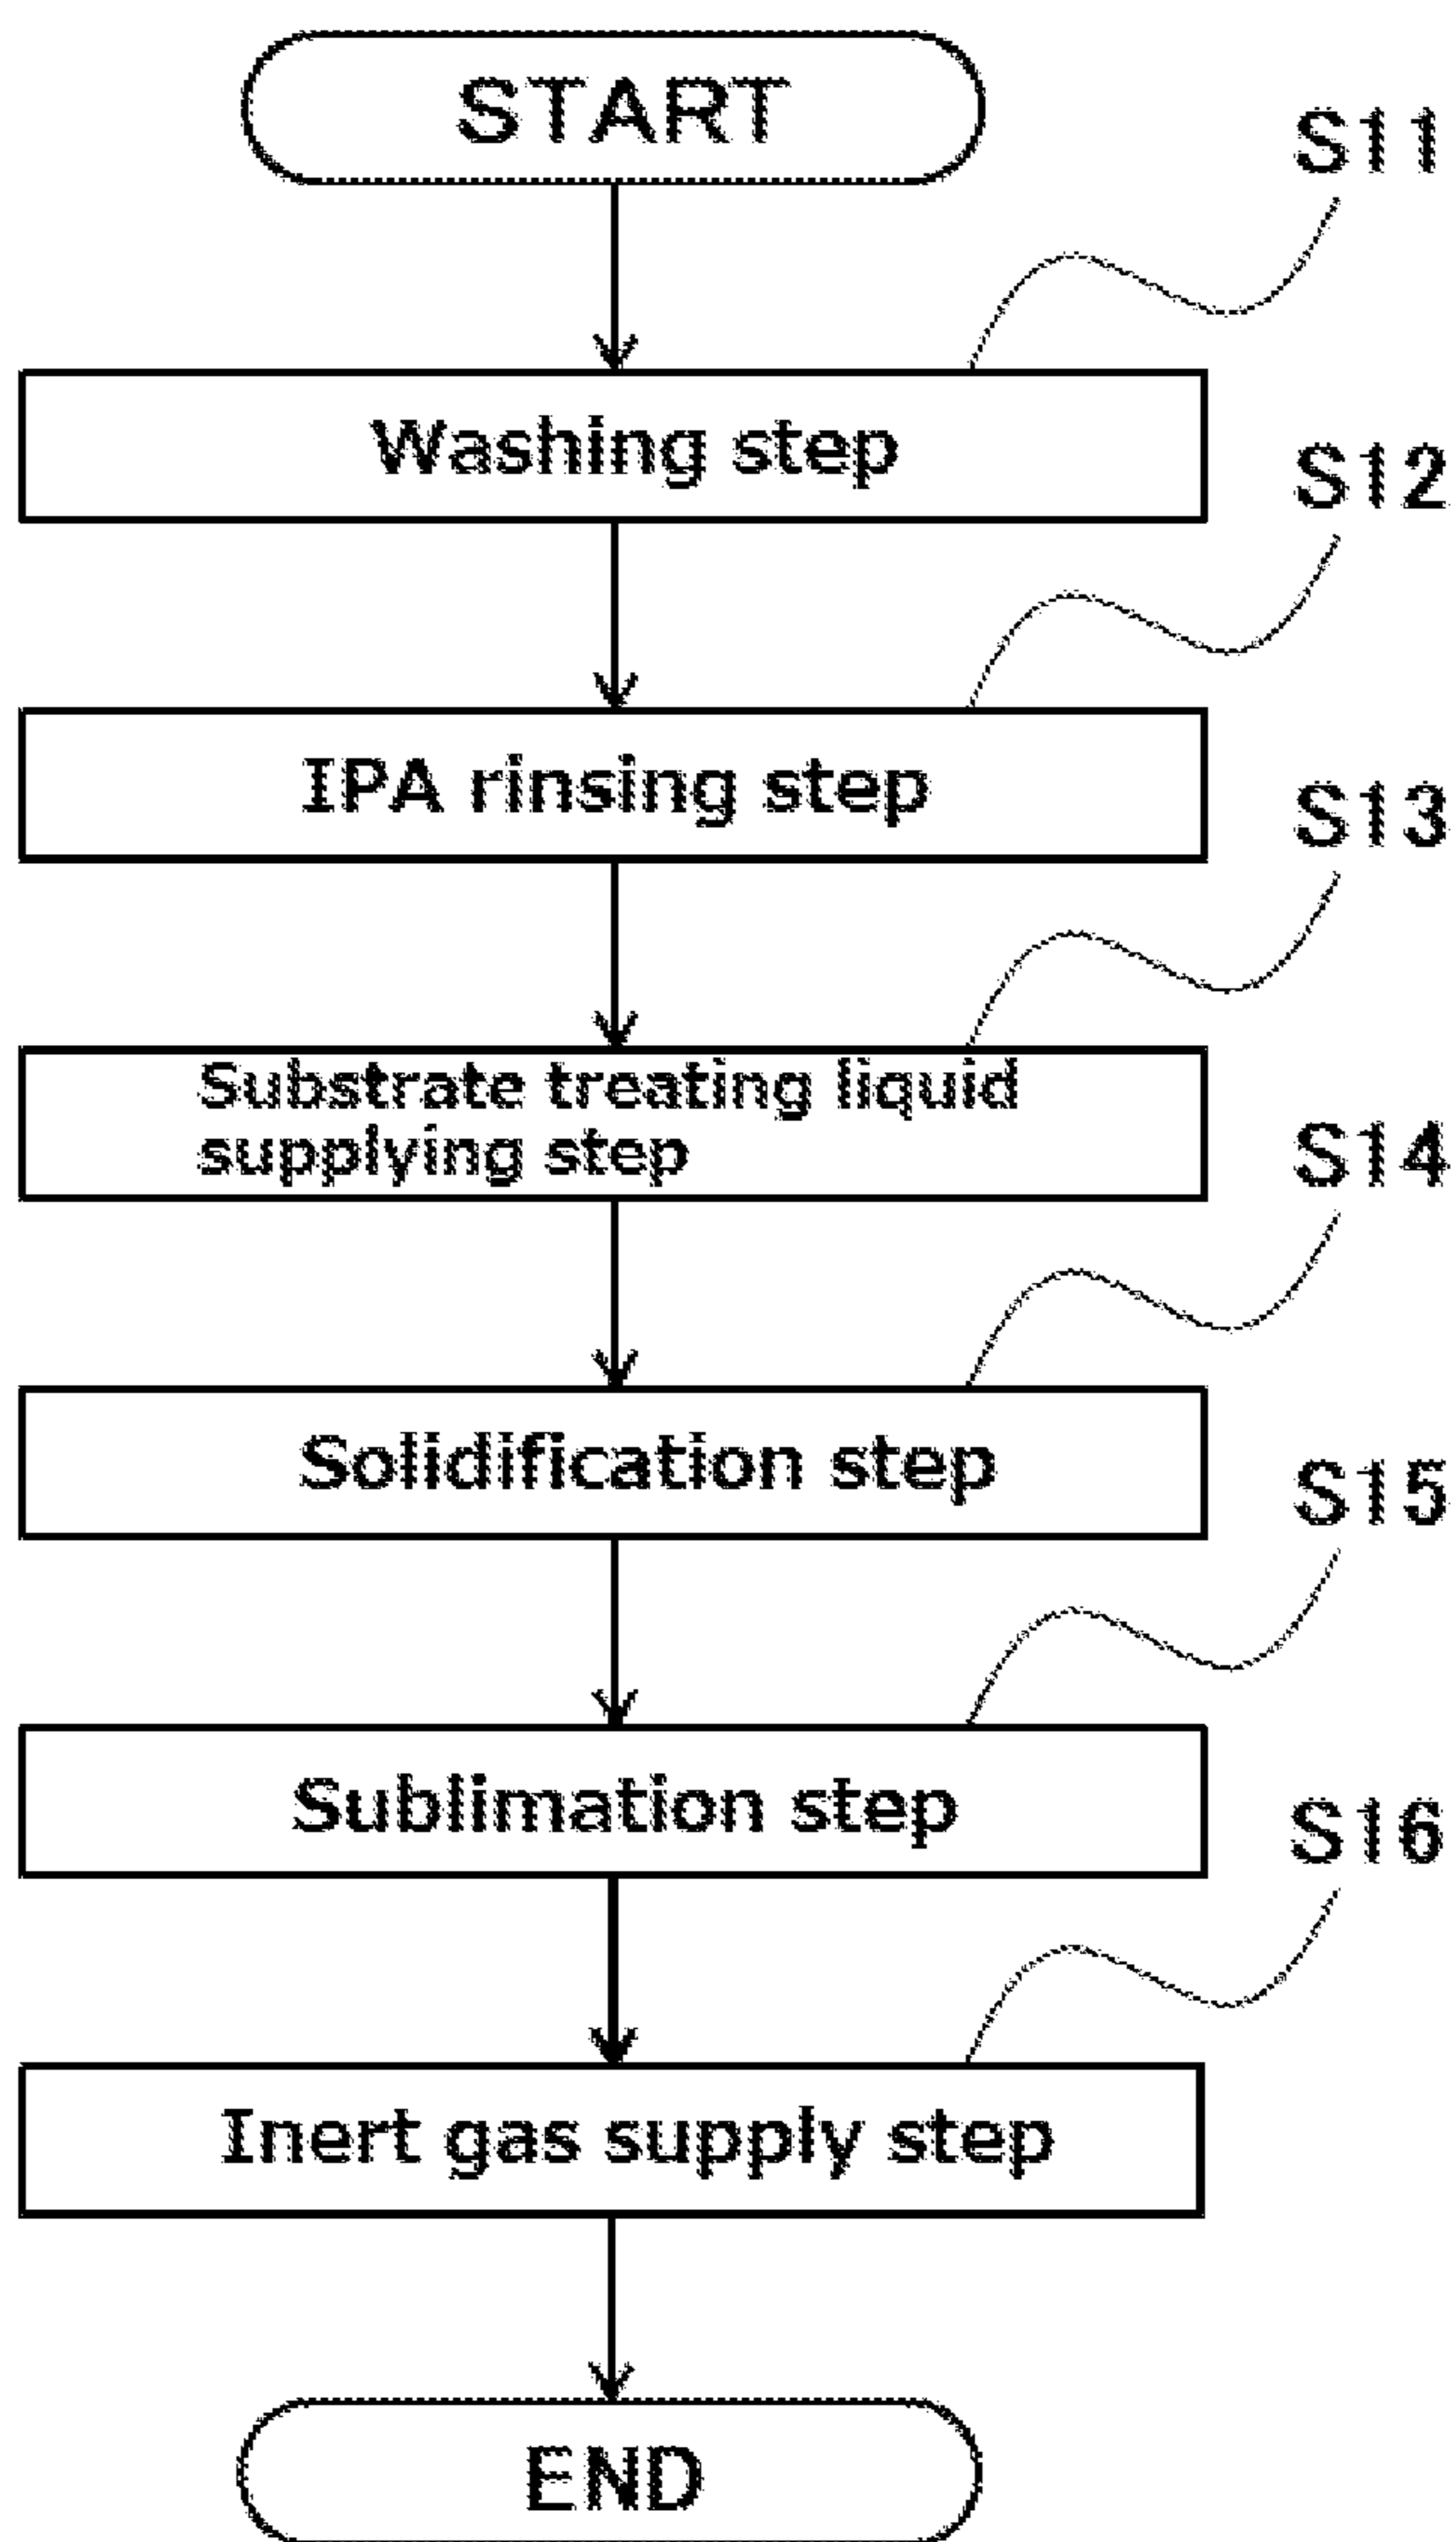 START
S11
Washing step
S12
IPA rinsing step
S13
Substrate treating liquid
supplying step
S14
Solidification step
S15
Sublimation step
S16
Inert gas supply step
END